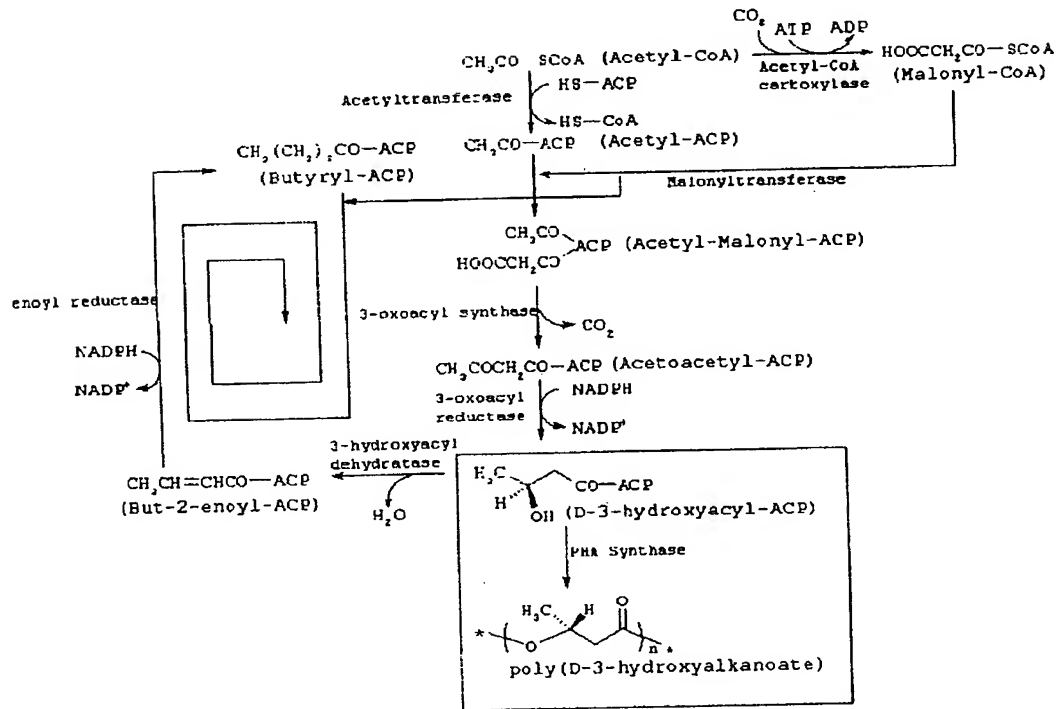 CO2
ATP ADP
CH3CO SCoA (Acetyl-CoA)
Acetyl-CoA
carboxylase
HOOCCH2CO—SCoA
(Malonyl-CoA)
Acetyltransferase
HS—ACP
HS—CoA
CH3CO—ACP (Acetyl-ACP)
CH3(CH2)2CO—ACP
(Butyryl-ACP)
Malonyltransferase
CH3CO
ACP (Acetyl-Malonyl-ACP)
HOOCCH2CO
enoyl reductase
3-oxoacyl synthase
CO2
NADPH
NADP+
CH3COCH2CO—ACP (Acetoacetyl-ACP)
3-oxoacyl
reductase
NADPH
NADP+
3-hydroxyacyl
dehydratase
H2O
CH3CH=CHCO—ACP
(But-2-enoyl-ACP)
H3C
CO—ACP
H
OH (D-3-hydroxyacyl-ACP)
PHA Synthase
H3C H O
* ( O ) n *
poly(D-3-hydroxyalkanoate)